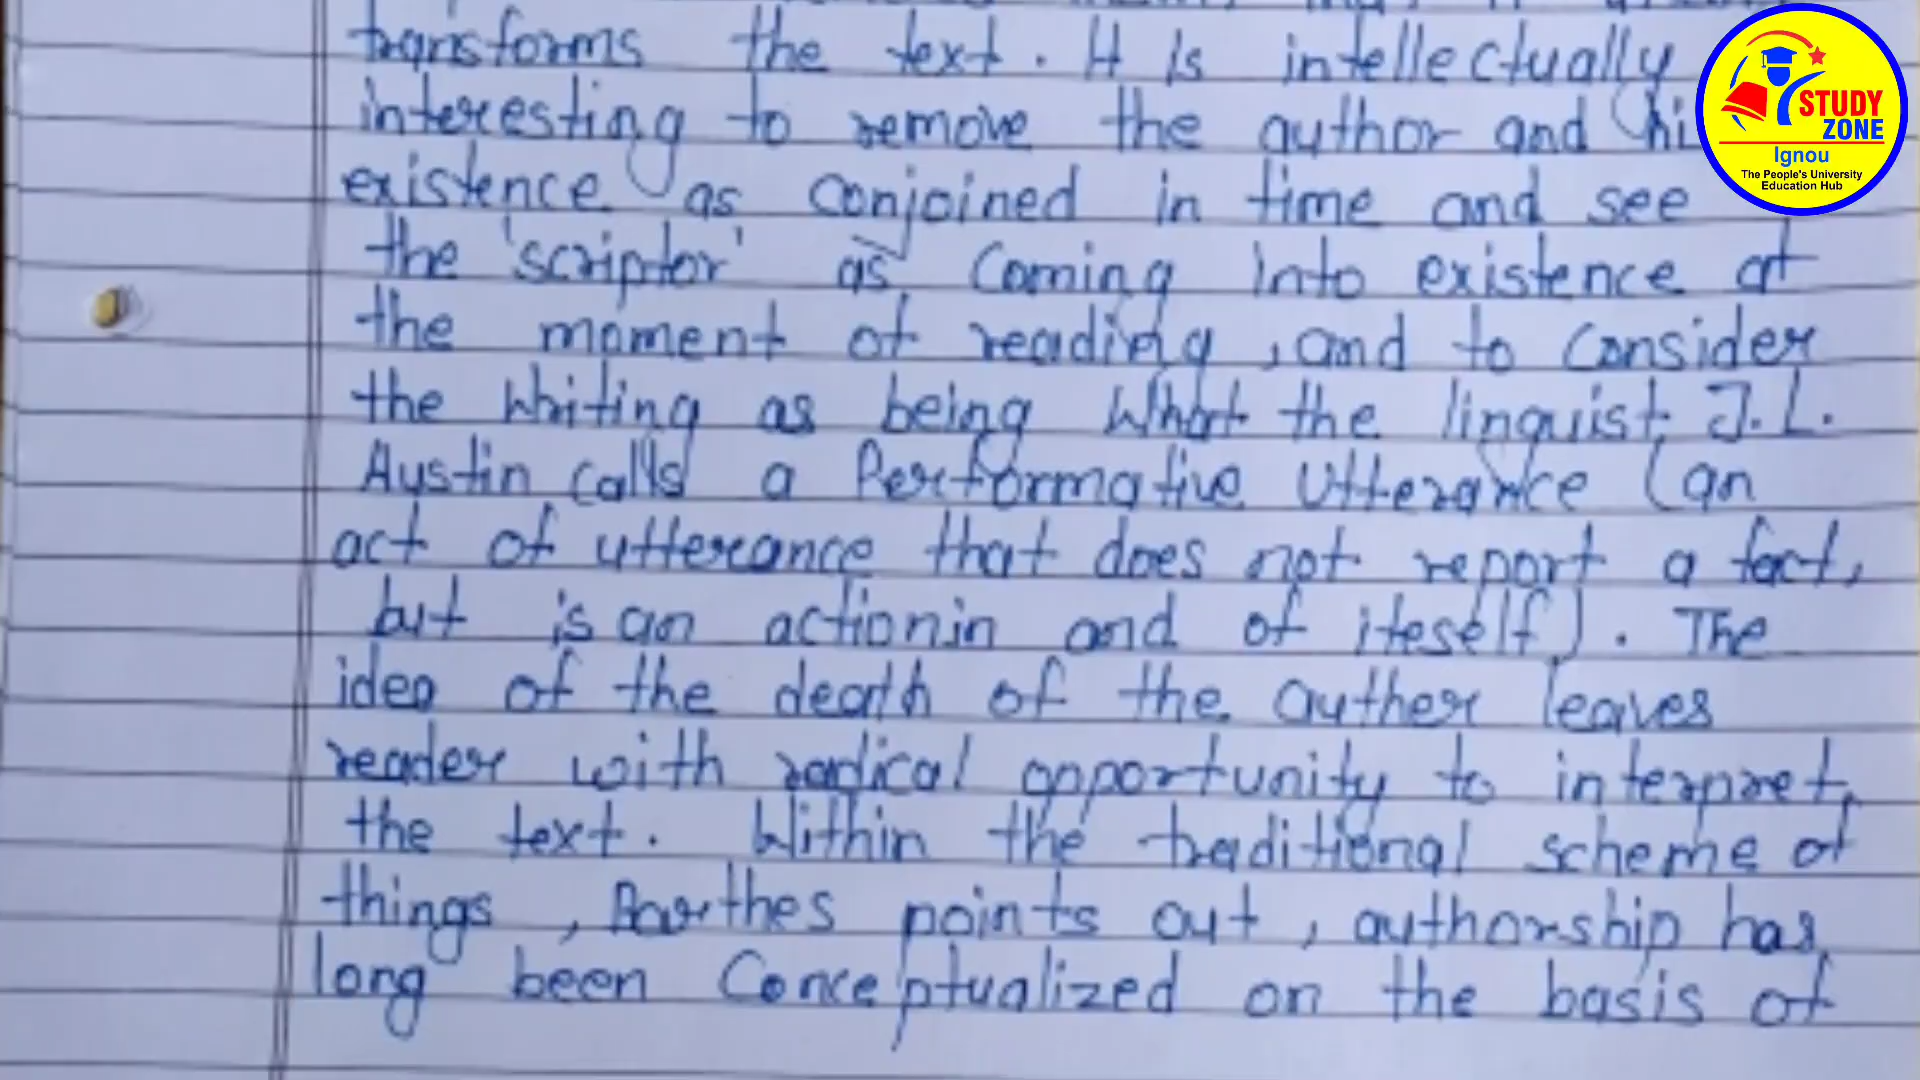 transforms the text. It is intellectually
interesting to remove the author and hi
existence as conjoined in time and see
the 'scriptor' as coming into existence at
the moment of reading, and to consider
the Writing as being What the linguist J. L.
Austin calls a Performative Utterance (an
act of utterance that does not report a fact,
but is an actionin and of iteself). The
idea of the death of the auther leaves
reader with radical opportunity to interpret
the text. Within the traditional scheme of
things, Barthes points out, authorship has
long been Conceptualized on the basis of
STUDY
ZONE
Ignou
The People's University
Education Hub